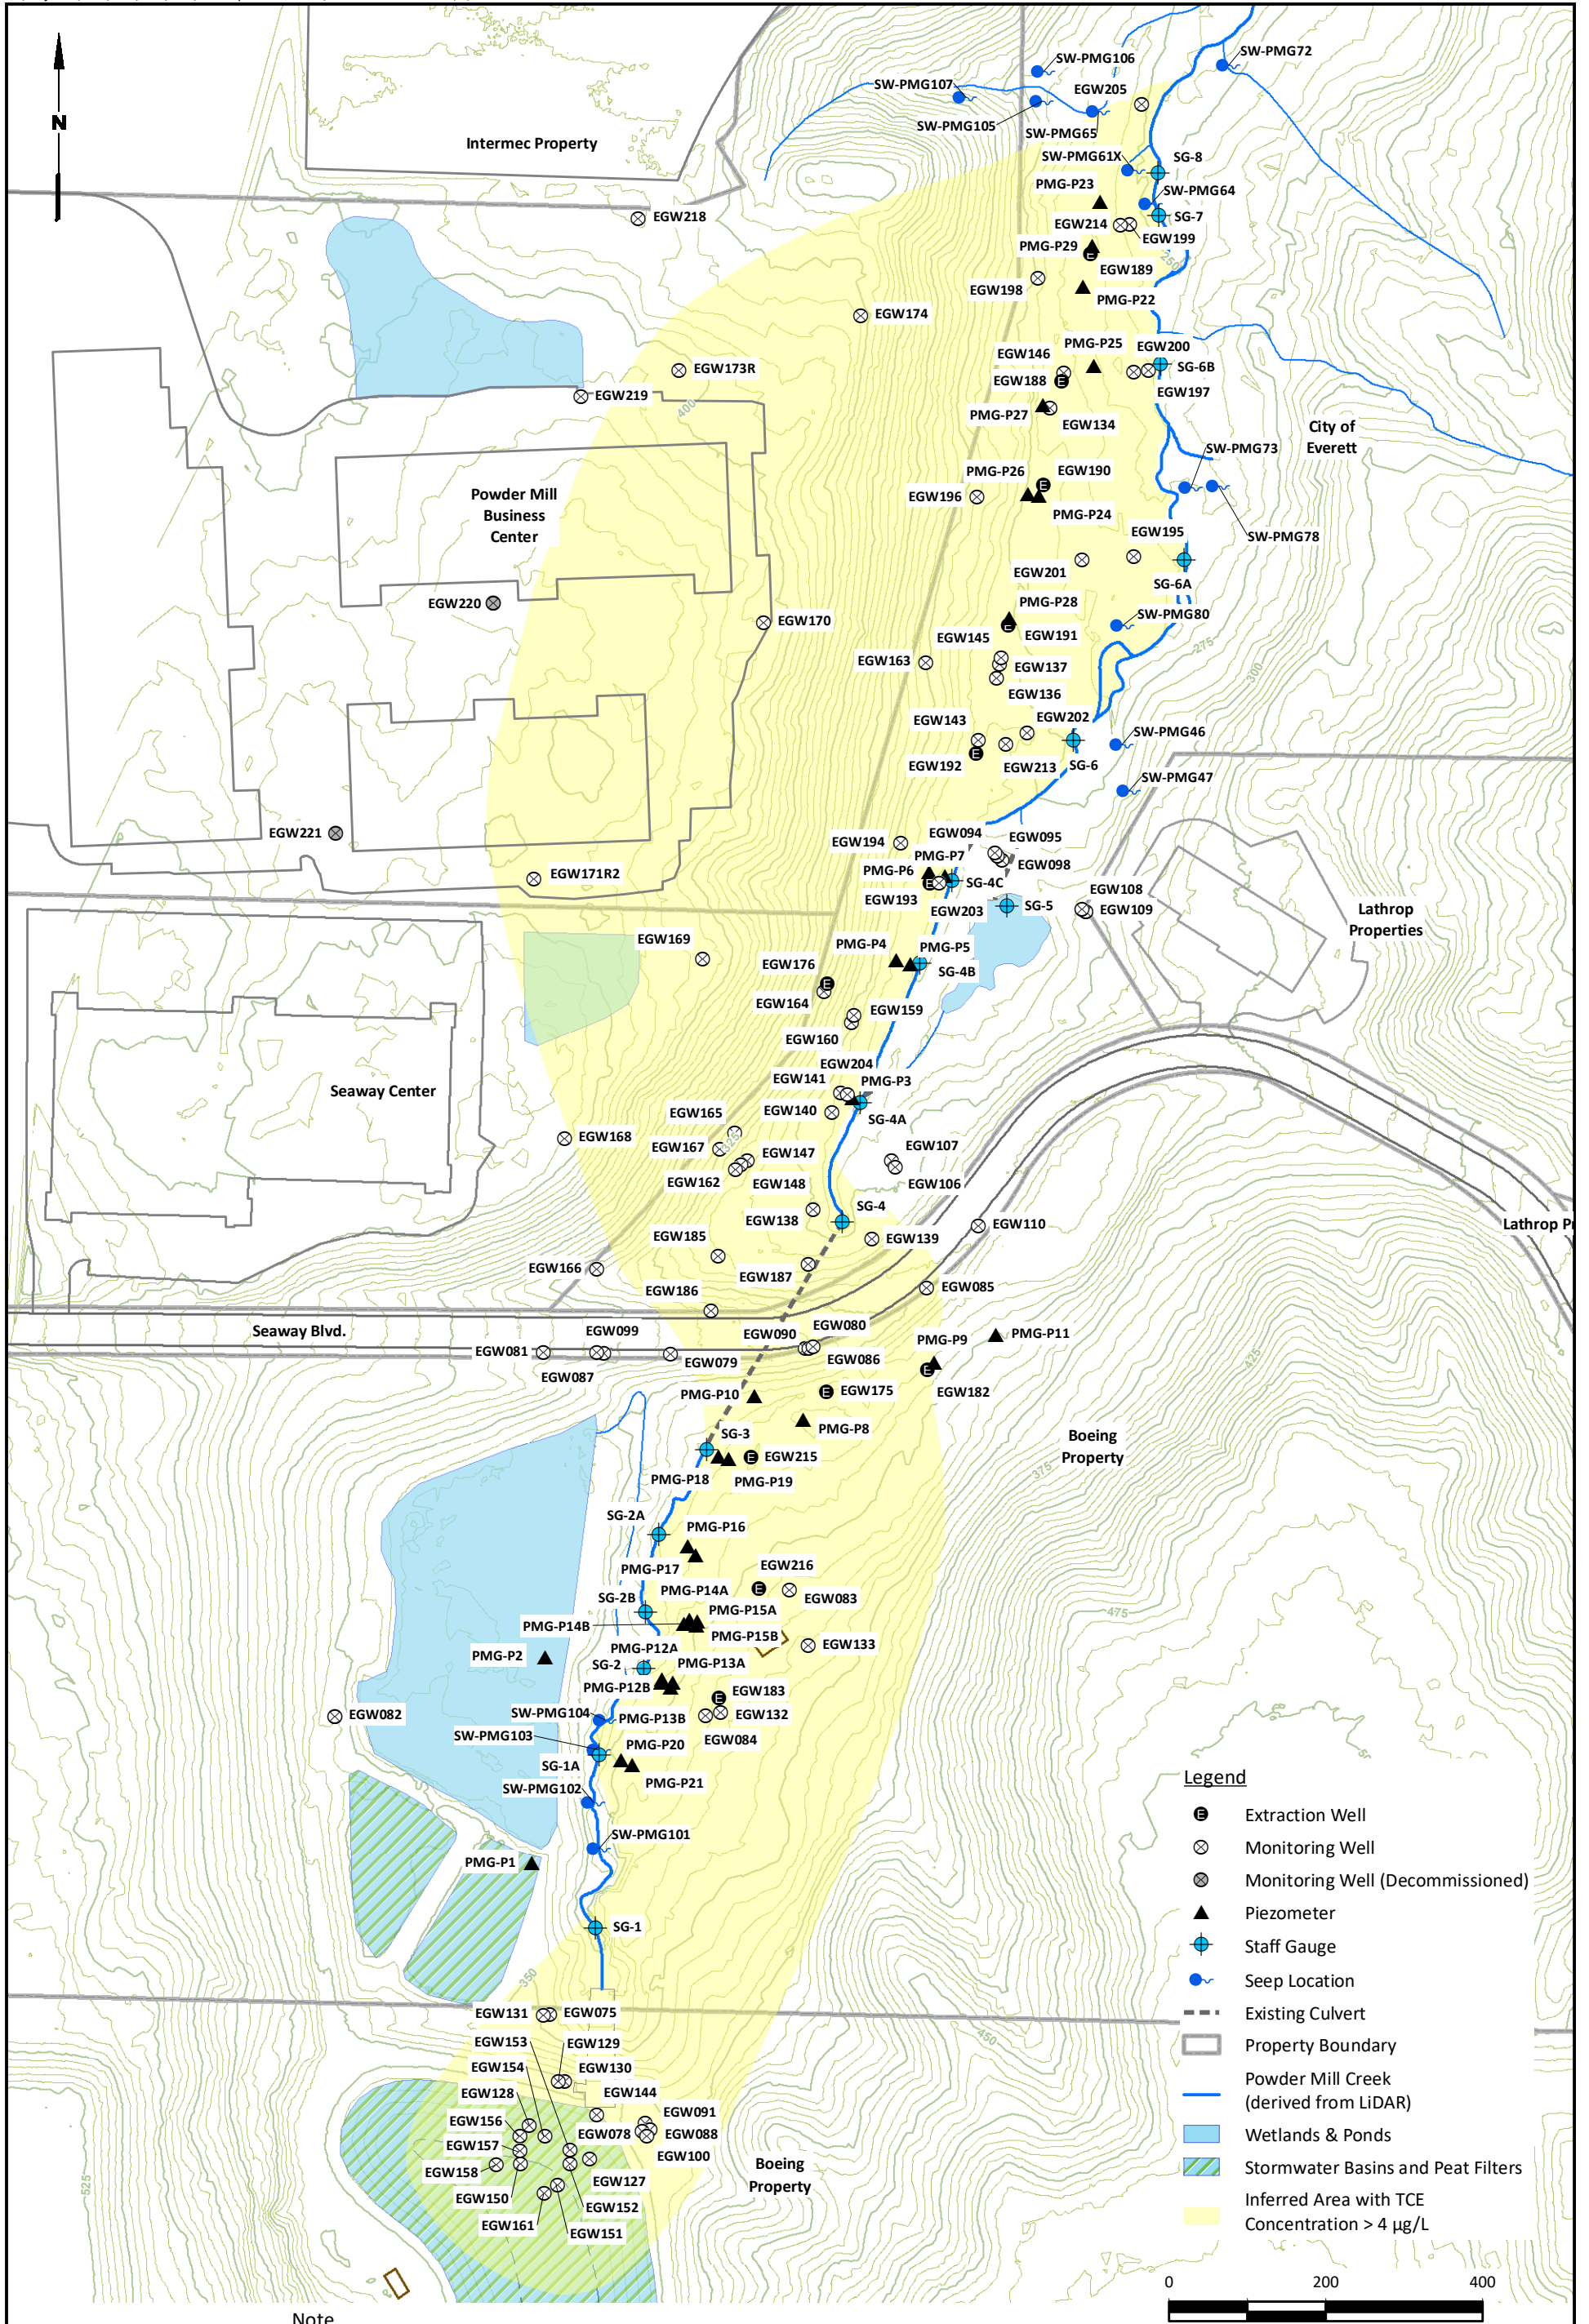 SW-PMG72
SW-PMG106
SW-PMG107
EGW205
SW-PMG105
SW-PMG65
N
Intermec Property
SW-PMG61X
SG-8
PMG-P23
SW-PMG64
EGW218
SG-7
EGW214
EGW199
PMG-P29
250
EGW189
EGW198
PMG-P22
EGW174
PMG-P25
EGW200
EGW146
SG-6B
EGW173R
EGW188
EGW197
EGW219
400
PMG-P27
EGW134
City of
Everett
SW-PMG73
PMG-P26
EGW190
EGW196
Powder Mill
Business
Center
PMG-P24
SW-PMG78
EGW195
EGW201
SG-6A
EGW220
PMG-P28
SW-PMG80
EGW170
EGW145
EGW191
275
EGW163
EGW137
300
EGW136
EGW143
EGW202
SW-PMG46
EGW192
EGW213
SG-6
SW-PMG47
EGW221
EGW194
EGW094
EGW095
PMG-P7
EGW098
PMG-P6
EGW171R2
SG-4C
EGW193
EGW108
EGW203
SG-5
EGW109
Lathrop
Properties
EGW169
PMG-P4
PMG-P5
EGW176
SG-4B
EGW164
EGW159
EGW160
EGW204
EGW141
PMG-P3
Seaway Center
EGW165
EGW140
SG-4A
325
EGW168
EGW167
EGW147
EGW107
EGW162
EGW148
EGW106
SG-4
EGW138
EGW110
Lathrop Pr
EGW185
EGW139
EGW166
EGW187
EGW186
EGW085
Seaway Blvd.
EGW099
EGW090
EGW080
PMG-P9
PMG-P11
EGW081
EGW079
EGW086
425
EGW087
EGW182
PMG-P10
EGW175
PMG-P8
SG-3
Boeing
Property
EGW215
375
PMG-P18
PMG-P19
SG-2A
PMG-P16
PMG-P17
EGW216
PMG-P14A
SG-2B
EGW083
475
PMG-P14B
PMG-P15A
PMG-P15B
PMG-P12A
EGW133
PMG-P2
SG-2
PMG-P13A
PMG-P12B
EGW183
SW-PMG104
PMG-P13B
EGW132
EGW082
SW-PMG103
EGW084
PMG-P20
SG-1A
PMG-P21
SW-PMG102
SW-PMG101
PMG-P1
SG-1
350
EGW131
EGW075
450
EGW153
EGW129
EGW154
EGW130
EGW128
EGW144
EGW156
EGW091
EGW078
EGW088
EGW157
EGW100
EGW158
EGW127
525
EGW150
EGW152
EGW161
EGW151
Boeing
Property
Legend
Extraction Well
Monitoring Well
Monitoring Well (Decommissioned)
Piezometer
Staff Gauge
Seep Location
Existing Culvert
Property Boundary
Powder Mill Creek
(derived from LiDAR)
Wetlands & Ponds
Stormwater Basins and Peat Filters
Inferred Area with TCE
Concentration > 4 µg/L
0 200 400
Note